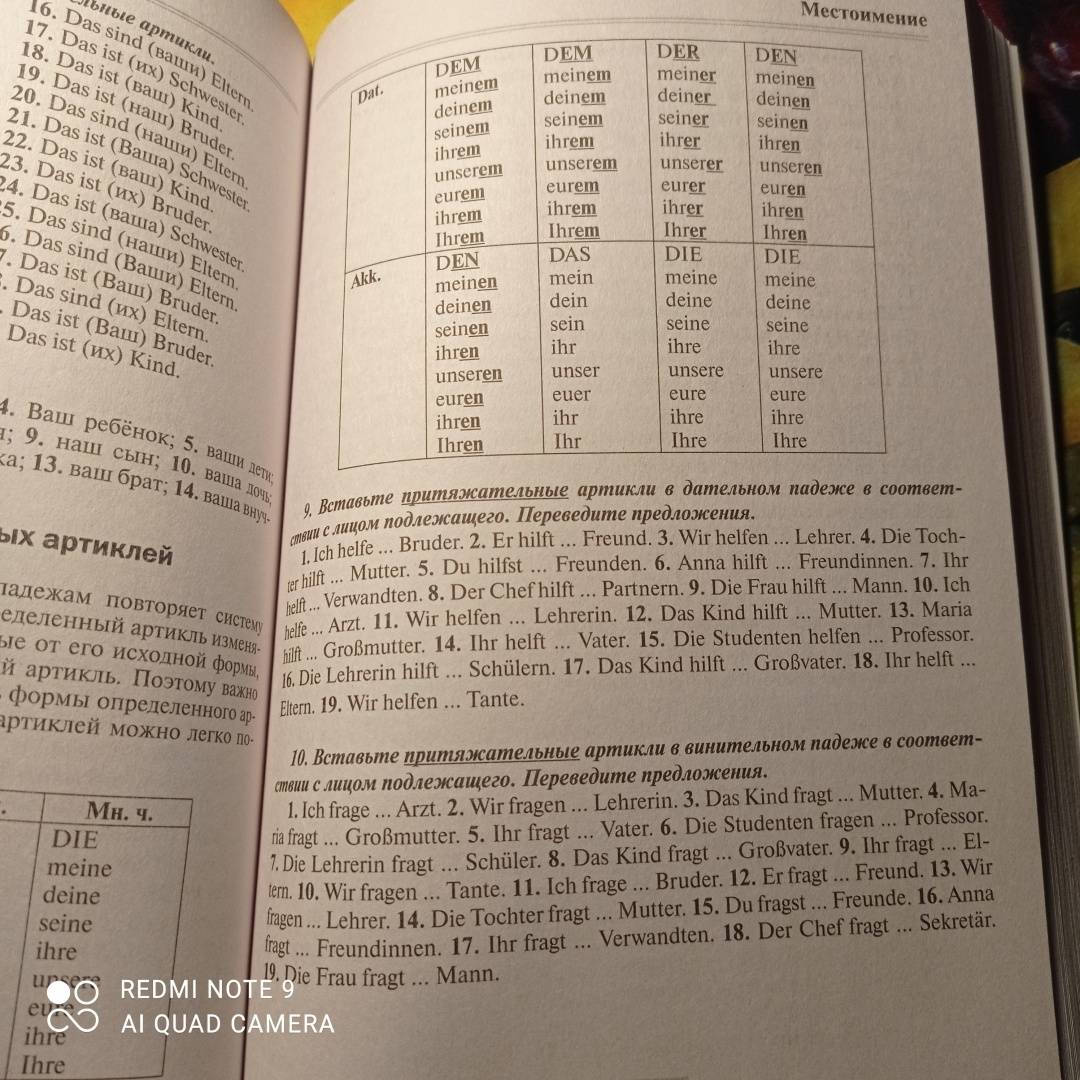 льные артикли.
16. Das sind (ваши) Eltern.
17. Das ist (их) Schwester.
18. Das ist (ваш) Kind.
19. Das ist (наш) Bruder.
20. Das sind (наши) Eltern.
21. Das ist (Ваша) Schwester.
22. Das ist (ваш) Kind.
23. Das ist (их) Bruder.
24. Das ist (ваша) Schwester.
25. Das sind (наши) Eltern.
6. Das sind (Ваши) Eltern.
7. Das ist (Ваш) Bruder.
. Das sind (их) Eltern.
. Das ist (Ваш) Bruder.
Das ist (их) Kind.
4. Ваш ребёнок; 5. ваши дети;
; 9. наш сын; 10. ваша дочь;
ка; 13. ваш брат; 14. ваша внуч-
ых артиклей
падежам повторяет систему
еделенный артикль изменя-
ые от его исходной формы,
й артикль. Поэтому важно
формы определенного ар-
артиклей можно легко по-
Мн. ч.
DIE
meine
deine
seine
ihre
unsere
eure
ihre
Ihre
Местоимение
Dat. DEM DEM DER DEN
meinem meinem meiner meinen
deinem deinem deiner deinen
seinem seinem seiner seinen
ihrem ihrem ihrer ihren
unserem unserem unserer unseren
eurem eurem eurer euren
ihrem ihrem ihrer ihren
Ihrem Ihrem Ihrer Ihren
Akk. DEN DAS DIE DIE
meinen mein meine meine
deinen dein deine deine
seinen sein seine seine
ihren ihr ihre ihre
unseren unser unsere unsere
euren euer eure eure
ihren ihr ihre ihre
Ihren Ihr Ihre Ihre
9. Вставьте притяжательные артикли в дательном падеже в соответ-
ствии с лицом подлежащего. Переведите предложения.
1. Ich helfe ... Bruder. 2. Er hilft ... Freund. 3. Wir helfen ... Lehrer. 4. Die Toch-
ter hilft ... Mutter. 5. Du hilfst ... Freunden. 6. Anna hilft ... Freundinnen. 7. Ihr
helft ... Verwandten. 8. Der Chef hilft ... Partnern. 9. Die Frau hilft ... Mann. 10. Ich
helfe ... Arzt. 11. Wir helfen ... Lehrerin. 12. Das Kind hilft ... Mutter. 13. Maria
hilft ... Großmutter. 14. Ihr helft ... Vater. 15. Die Studenten helfen ... Professor.
16. Die Lehrerin hilft ... Schülern. 17. Das Kind hilft ... Großvater. 18. Ihr helft ...
Eltern. 19. Wir helfen ... Tante.
10. Вставьте притяжательные артикли в винительном падеже в соответ-
ствии с лицом подлежащего. Переведите предложения.
1. Ich frage ... Arzt. 2. Wir fragen ... Lehrerin. 3. Das Kind fragt ... Mutter. 4. Ma-
ria fragt ... Großmutter. 5. Ihr fragt ... Vater. 6. Die Studenten fragen ... Professor.
7. Die Lehrerin fragt ... Schüler. 8. Das Kind fragt ... Großvater. 9. Ihr fragt ... El-
tern. 10. Wir fragen ... Tante. 11. Ich frage ... Bruder. 12. Er fragt ... Freund. 13. Wir
fragen ... Lehrer. 14. Die Tochter fragt ... Mutter. 15. Du fragst ... Freunde. 16. Anna
fragt ... Freundinnen. 17. Ihr fragt ... Verwandten. 18. Der Chef fragt ... Sekretär.
19. Die Frau fragt ... Mann.
REDMI NOTE 9
AI QUAD CAMERA